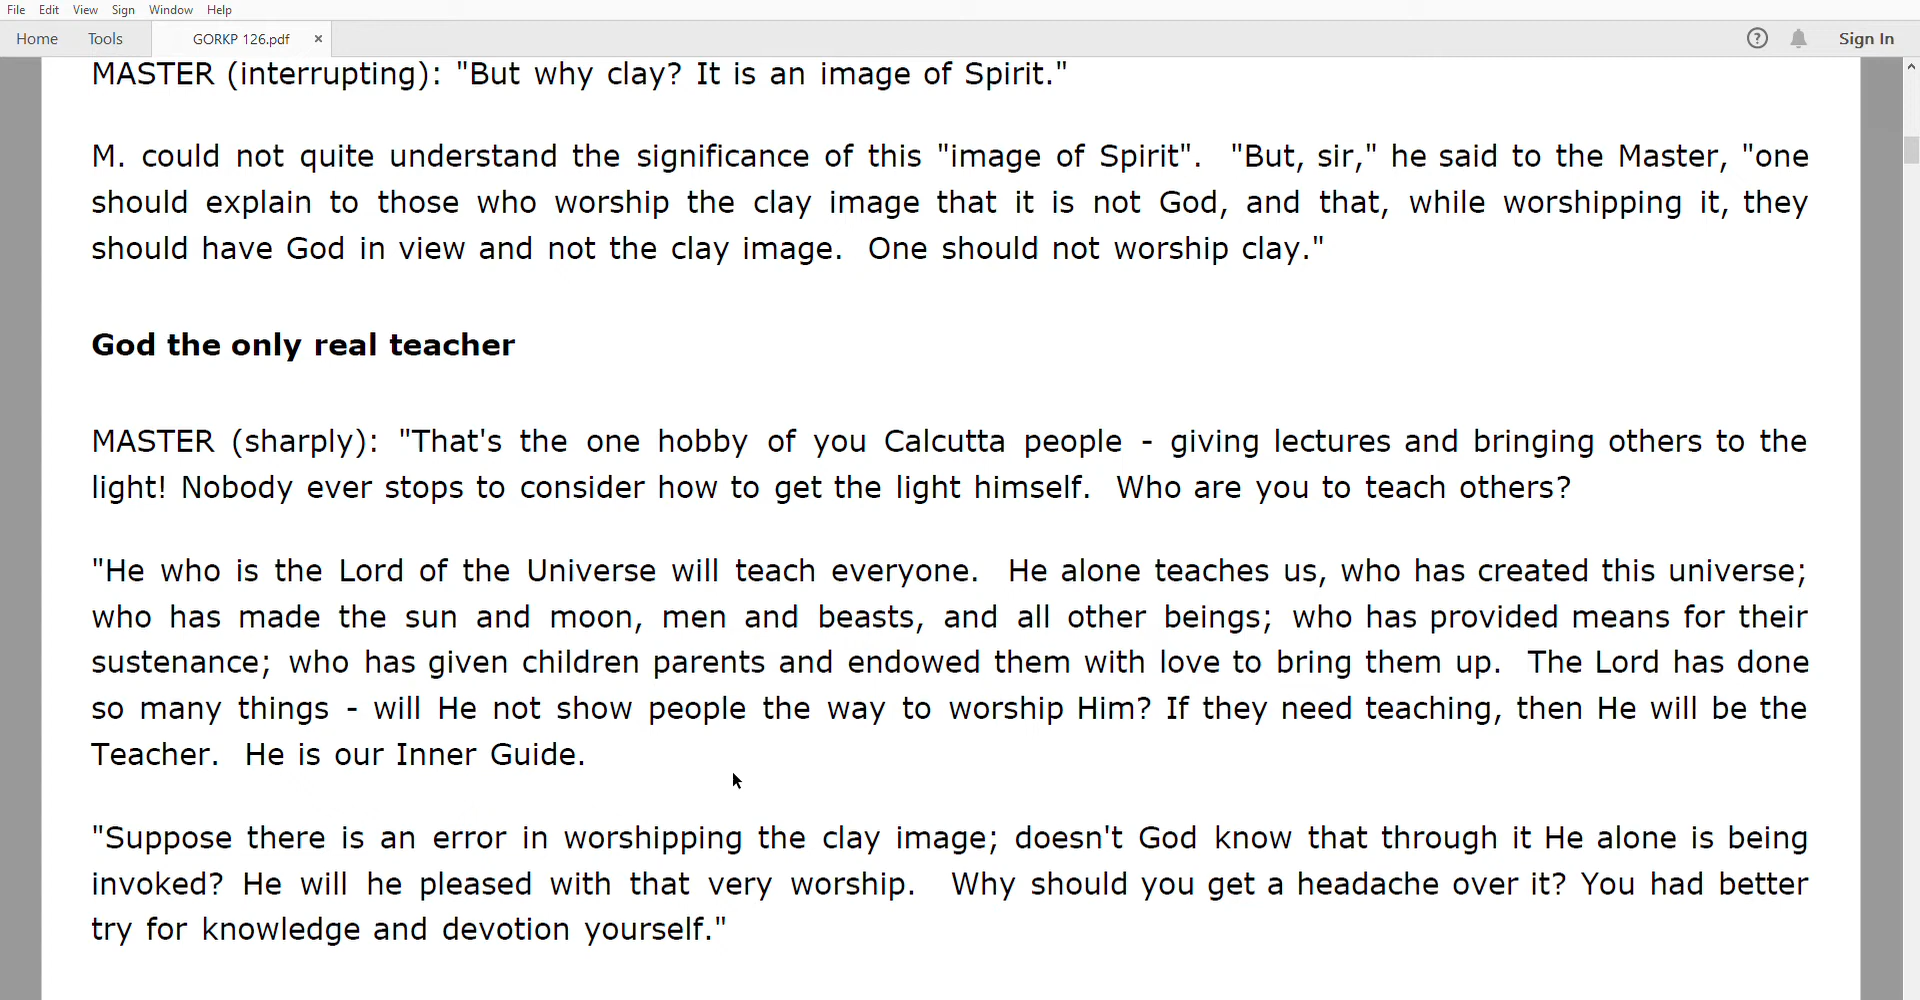 File Edit View Sign Window Help
Home Tools GORKP 126.pdf × ? Sign In
MASTER (interrupting): "But why clay? It is an image of Spirit."
M. could not quite understand the significance of this "image of Spirit". "But, sir," he said to the Master, "one
should explain to those who worship the clay image that it is not God, and that, while worshipping it, they
should have God in view and not the clay image. One should not worship clay."
God the only real teacher
MASTER (sharply): "That's the one hobby of you Calcutta people - giving lectures and bringing others to the
light! Nobody ever stops to consider how to get the light himself. Who are you to teach others?
"He who is the Lord of the Universe will teach everyone. He alone teaches us, who has created this universe;
who has made the sun and moon, men and beasts, and all other beings; who has provided means for their
sustenance; who has given children parents and endowed them with love to bring them up. The Lord has done
so many things - will He not show people the way to worship Him? If they need teaching, then He will be the
Teacher. He is our Inner Guide.
"Suppose there is an error in worshipping the clay image; doesn't God know that through it He alone is being
invoked? He will he pleased with that very worship. Why should you get a headache over it? You had better
try for knowledge and devotion yourself."